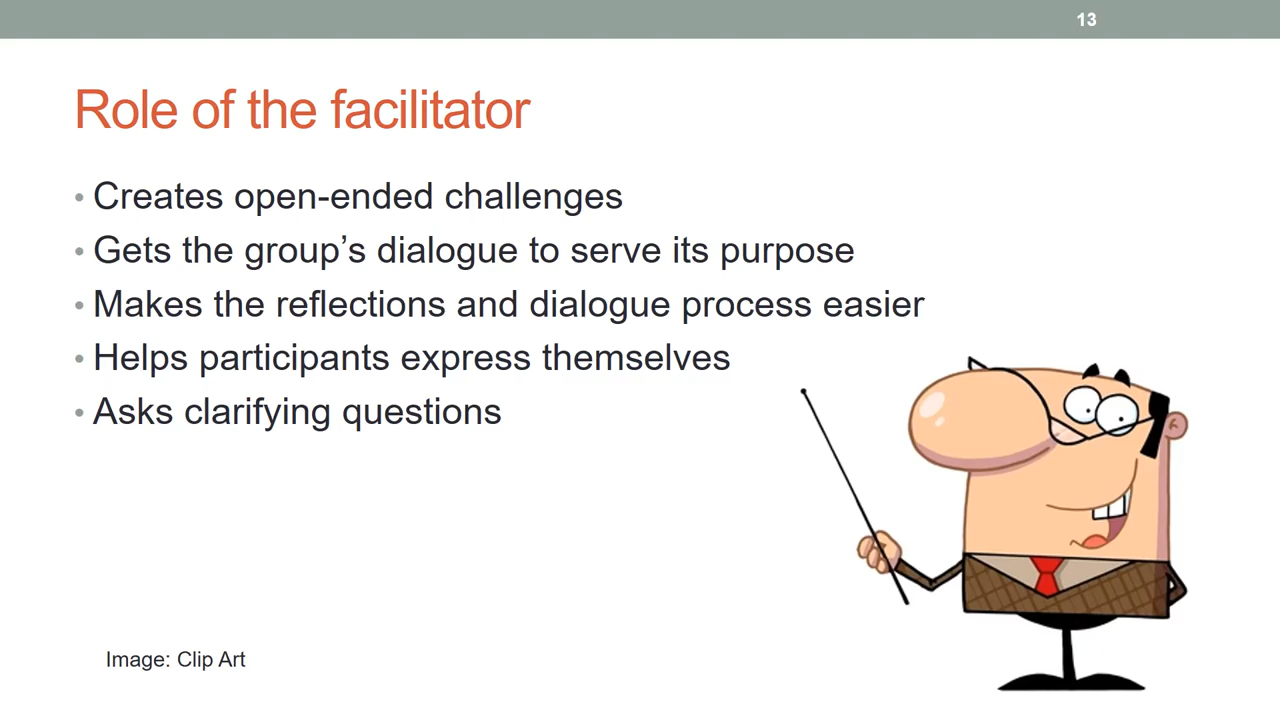 13
Role of the facilitator
• Creates open-ended challenges
• Gets the group’s dialogue to serve its purpose
• Makes the reflections and dialogue process easier
• Helps participants express themselves
• Asks clarifying questions
Image: Clip Art